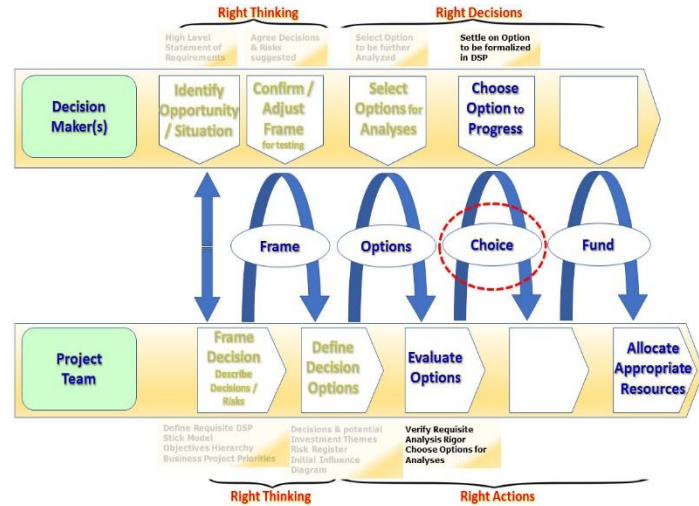 Right Thinking
Right Decisions
High Level
Statement of
Requirements
Agree Decisions
& Risks
suggested
Select Option
to be further
Analyzed
Settle on Option
to be formalized
in DSP
Decision
Maker(s)
Identify
Opportunity
/ Situation
Confirm /
Adjust
Frame
for testing
Select
Options for
Analyses
Choose
Option to
Progress
Frame
Options
Choice
Fund
Project
Team
Frame
Decision
Describe
Decisions /
Risks
Define
Decision
Options
Evaluate
Options
Allocate
Appropriate
Resources
Define Requisite DSP
Stick Model
Objectives Hierarchy
Business Project Priorities
Decisions & potential
Investment Themes
Risk Register
Initial Influence
Diagram
Verify Requisite
Analysis Rigor
Choose Options for
Analyses
Right Thinking
Right Actions